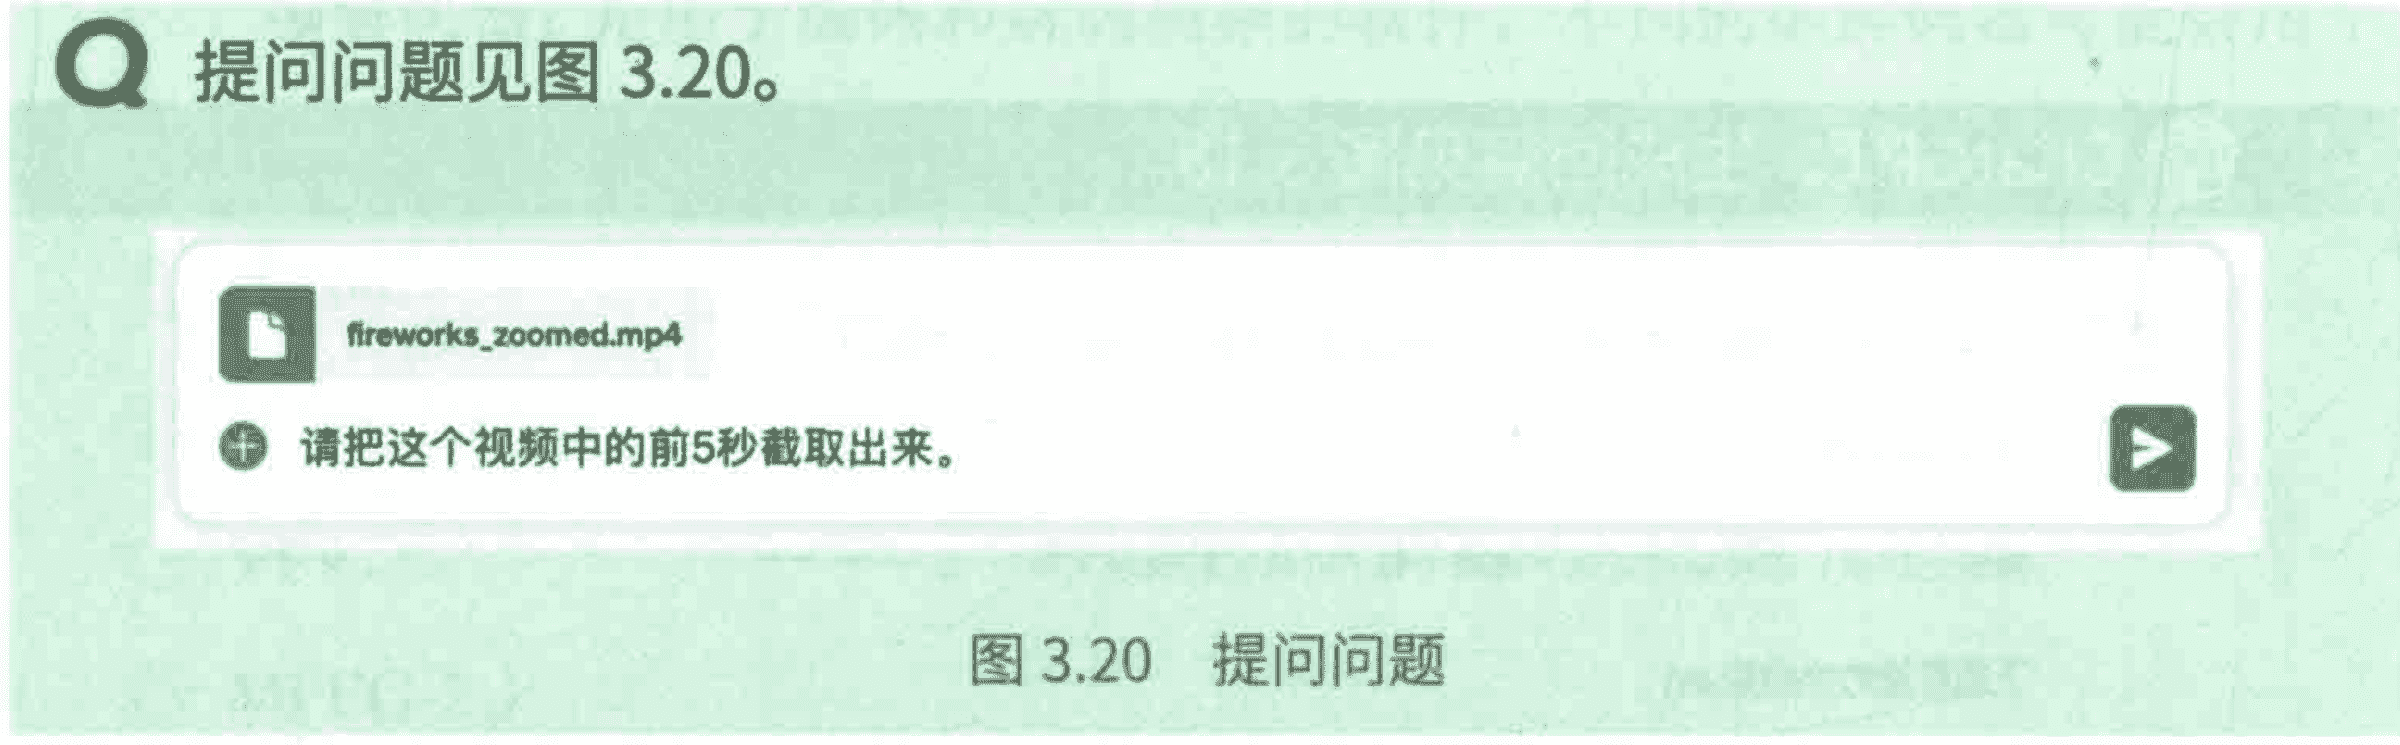 Q 提问问题见图 3.20。
fireworks_zoomed.mp4
请把这个视频中的前5秒截取出来。
图 3.20 提问问题